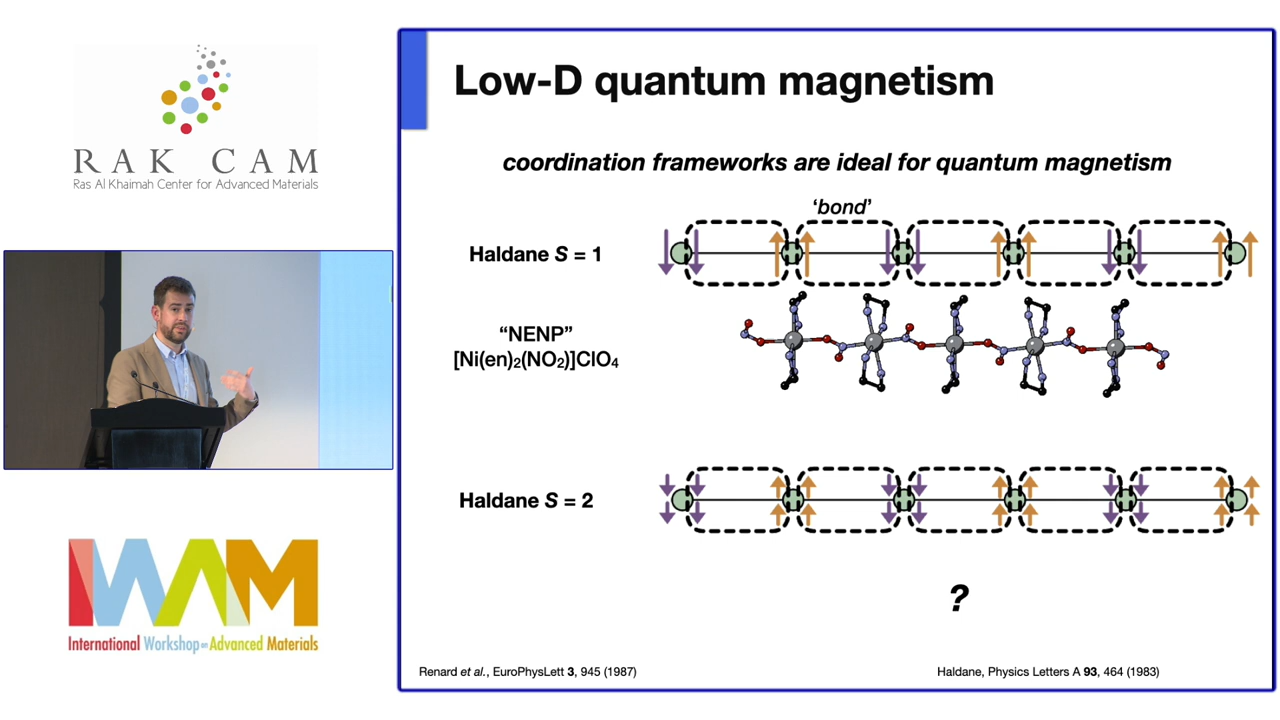 RAK CAM
Ras Al Khaimah Center for Advanced Materials
IWAM
International Workshop on Advanced Materials
Low-D quantum magnetism
coordination frameworks are ideal for quantum magnetism
‘bond’
Haldane S = 1
“NENP”
[Ni(en)₂(NO₂)]ClO₄
Haldane S = 2
?
Renard et al., EuroPhysLett 3, 945 (1987)
Haldane, Physics Letters A 93, 464 (1983)